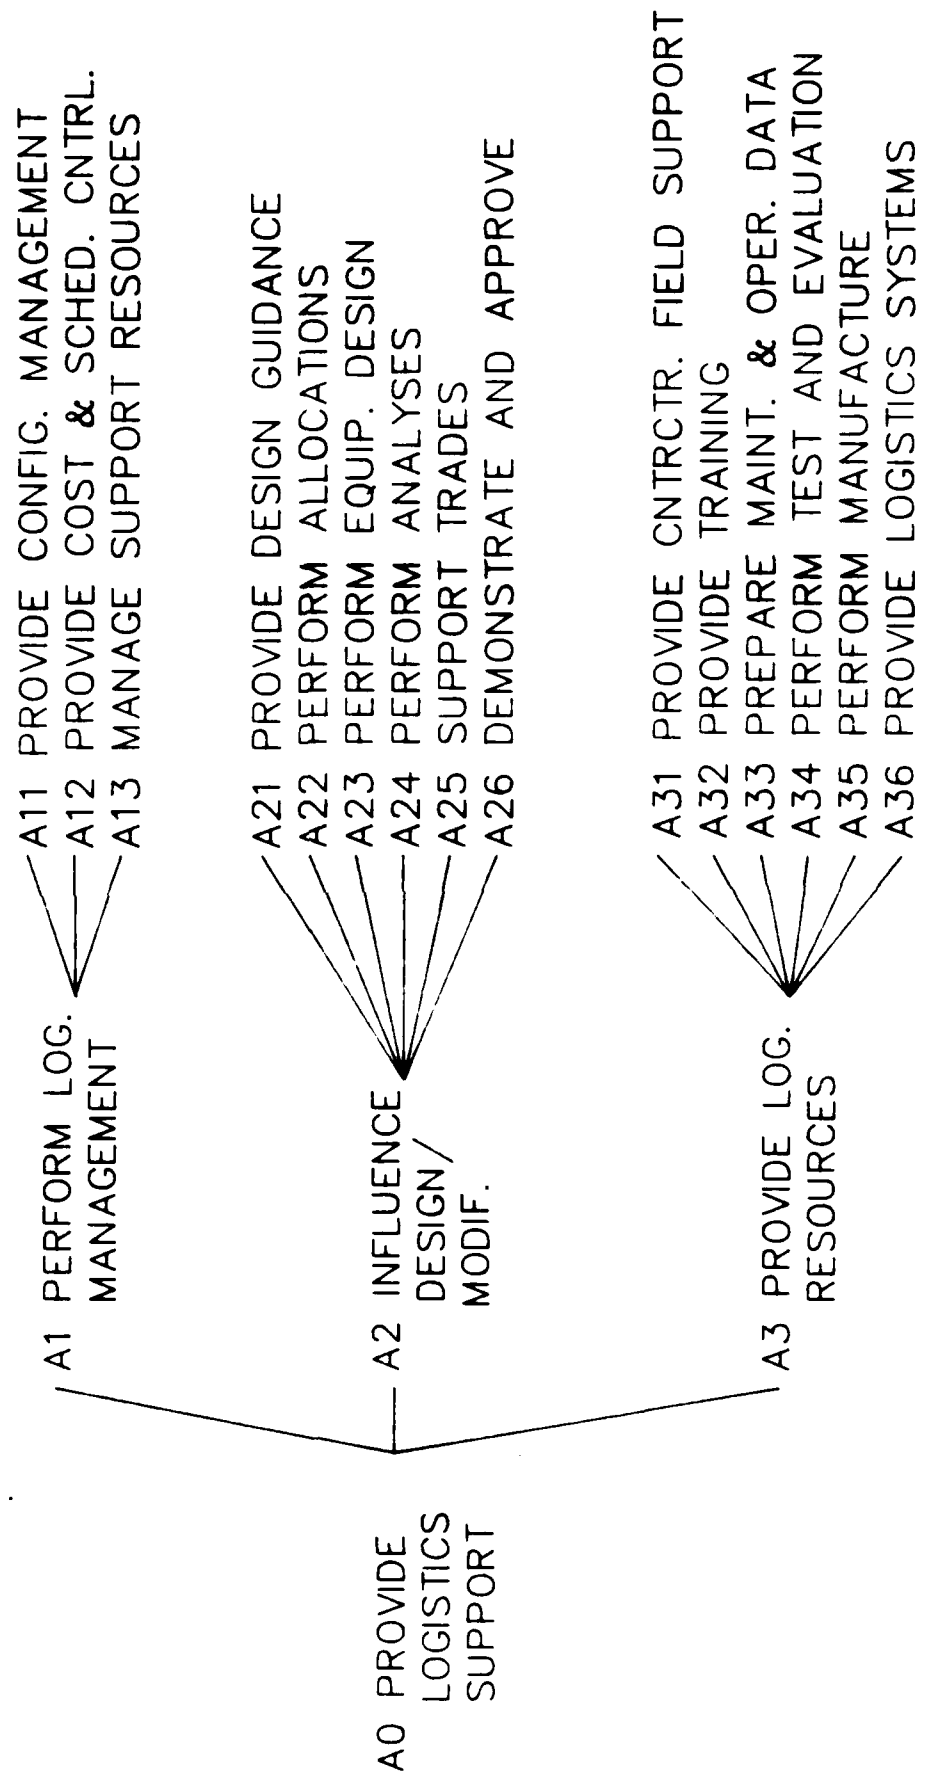 A0 PROVIDE
LOGISTICS
SUPPORT
A1 PERFORM LOG.
MANAGEMENT
A11 PROVIDE CONFIG. MANAGEMENT
A12 PROVIDE COST & SCHED. CNTRL.
A13 MANAGE SUPPORT RESOURCES
A2 INFLUENCE
DESIGN/
MODIF.
A21 PROVIDE DESIGN GUIDANCE
A22 PERFORM ALLOCATIONS
A23 PERFORM EQUIP. DESIGN
A24 PERFORM ANALYSES
A25 SUPPORT TRADES
A26 DEMONSTRATE AND APPROVE
A3 PROVIDE LOG.
RESOURCES
A31 PROVIDE CNTRCTR. FIELD SUPPORT
A32 PROVIDE TRAINING
A33 PREPARE MAINT. & OPER. DATA
A34 PERFORM TEST AND EVALUATION
A35 PERFORM MANUFACTURE
A36 PROVIDE LOGISTICS SYSTEMS